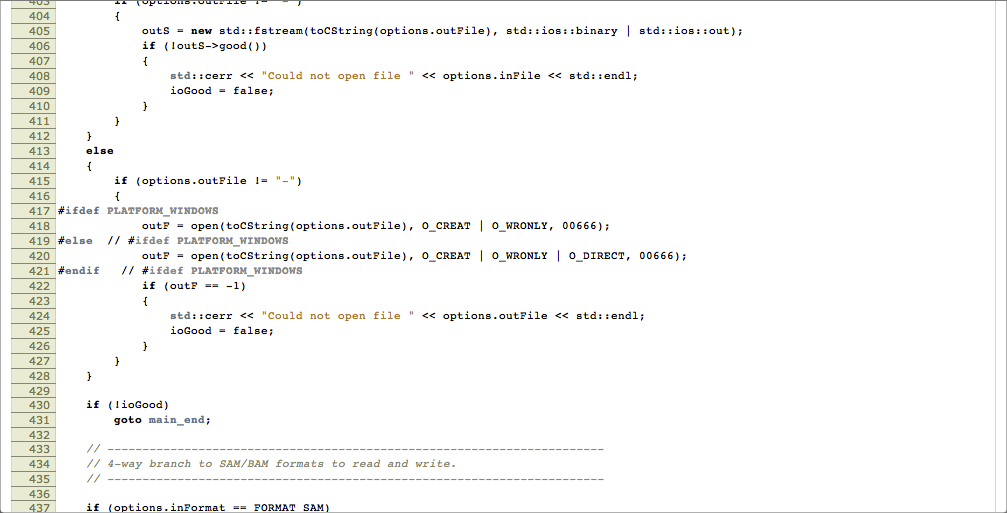 403 if (options.outFile != "-")
404 {
405 outS = new std::fstream(toCString(options.outFile), std::ios::binary | std::ios::out);
406 if (!outS->good())
407 {
408 std::cerr << "Could not open file " << options.inFile << std::endl;
409 ioGood = false;
410 }
411 }
412 }
413 else
414 {
415 if (options.outFile != "-")
416 {
417 #ifdef PLATFORM_WINDOWS
418 outF = open(toCString(options.outFile), O_CREAT | O_WRONLY, 00666);
419 #else // #ifdef PLATFORM_WINDOWS
420 outF = open(toCString(options.outFile), O_CREAT | O_WRONLY | O_DIRECT, 00666);
421 #endif // #ifdef PLATFORM_WINDOWS
422 if (outF == -1)
423 {
424 std::cerr << "Could not open file " << options.outFile << std::endl;
425 ioGood = false;
426 }
427 }
428 }
429
430 if (!ioGood)
431 goto main_end;
432
433 // -----------------------------------------------------------------------
434 // 4-way branch to SAM/BAM formats to read and write.
435 // -----------------------------------------------------------------------
436
437 if (options.inFormat == FORMAT_SAM)